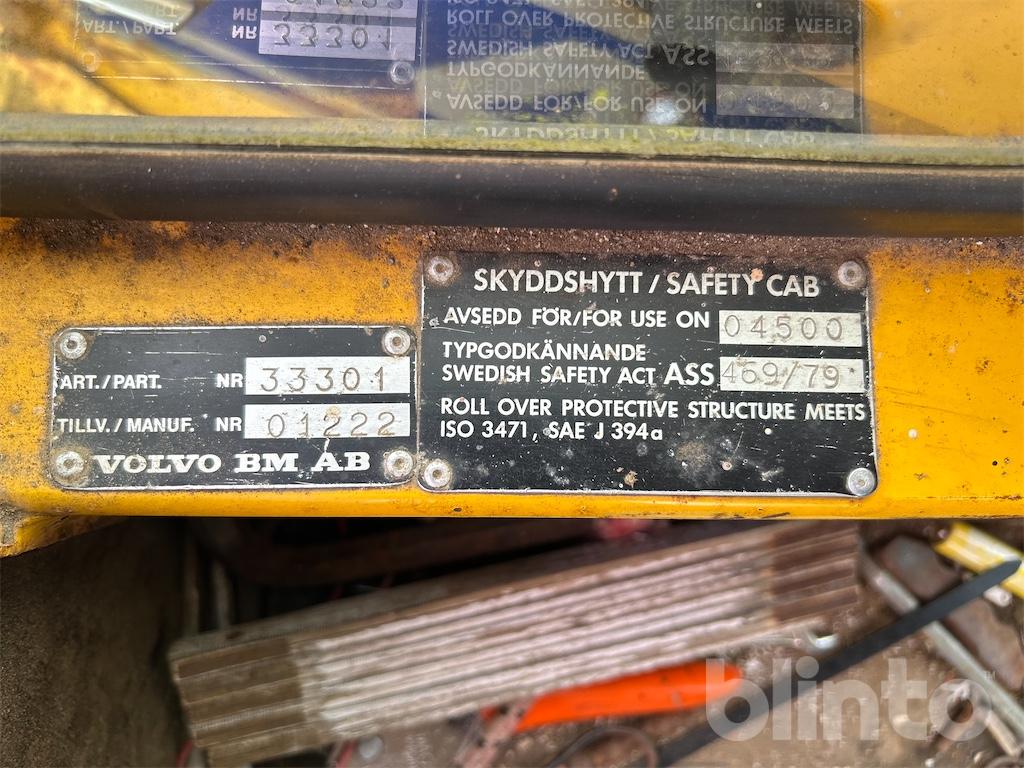 ART./PART. NR 33301
TILLV./MANUF. NR 01222
VOLVO BM AB
SKYDDSHYTT / SAFETY CAB
AVSEDD FÖR/FOR USE ON 04500
TYPGODKÄNNANDE
SWEDISH SAFETY ACT ASS 469/79
ROLL OVER PROTECTIVE STRUCTURE MEETS
ISO 3471, SAE J 394a
blinto